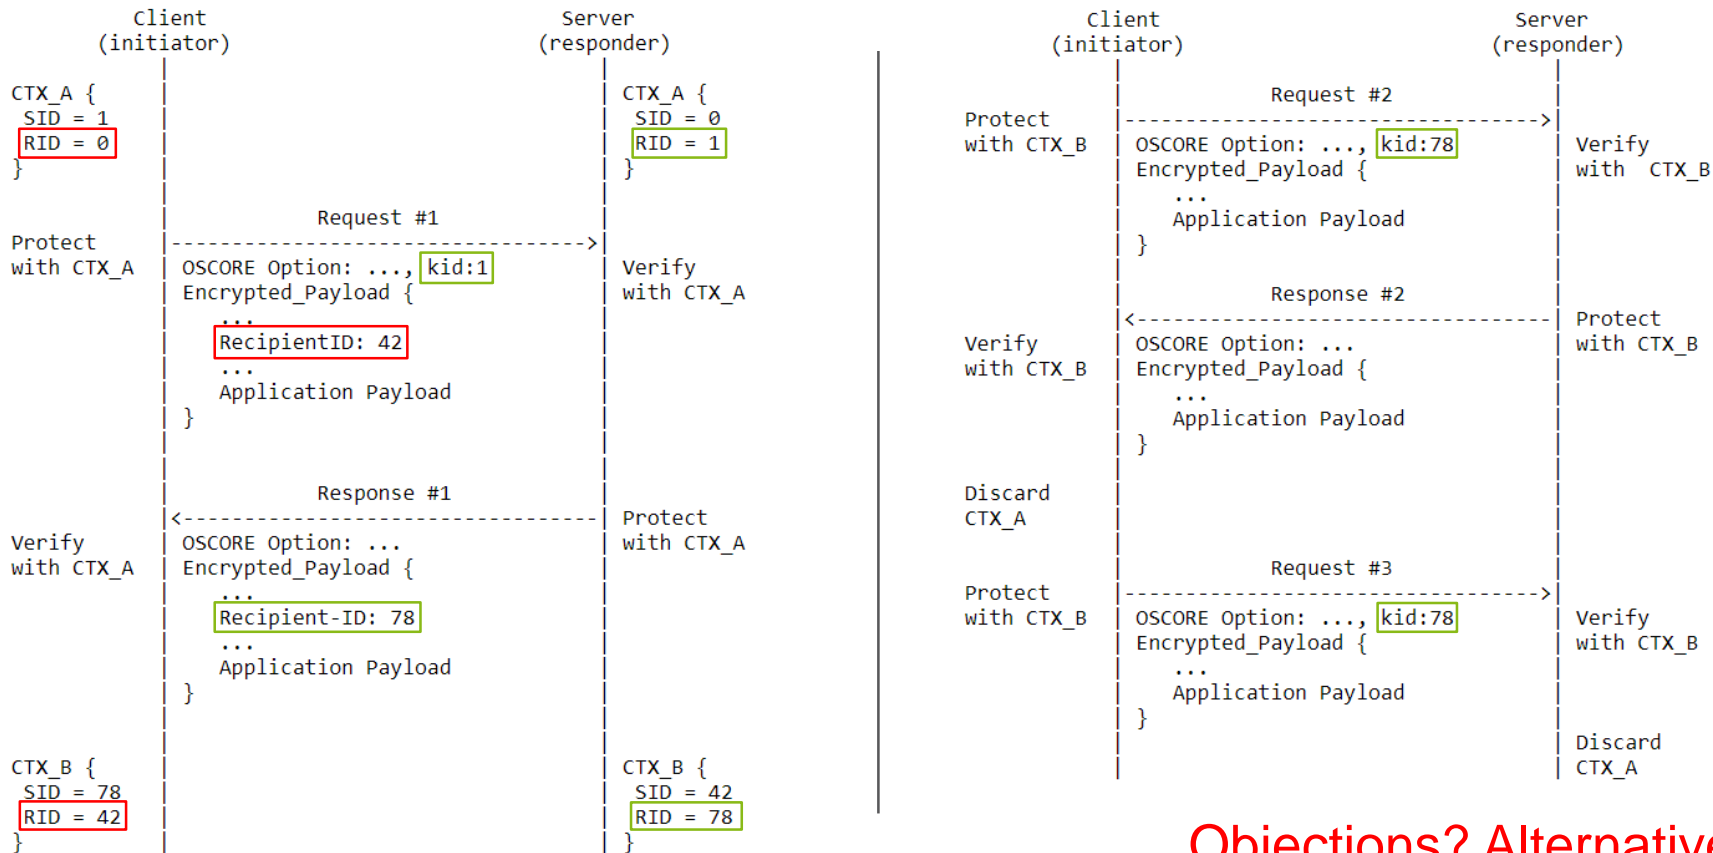 Client
(initiator)
Server
(responder)
CTX_A {
SID = 1
RID = 0
}
CTX_A {
SID = 0
RID = 1
}
Request #1
Protect
with CTX_A
OSCORE Option: ..., kid:1
Encrypted_Payload {
...
RecipientID: 42
...
Application Payload
}
Verify
with CTX_A
Response #1
Protect
with CTX_A
Verify
with CTX_A
OSCORE Option: ...
Encrypted_Payload {
...
Recipient-ID: 78
...
Application Payload
}
CTX_B {
SID = 78
RID = 42
}
CTX_B {
SID = 42
RID = 78
}
Client
(initiator)
Server
(responder)
Request #2
Protect
with CTX_B
OSCORE Option: ..., kid:78
Encrypted_Payload {
...
Application Payload
}
Verify
with CTX_B
Response #2
Protect
with CTX_B
Verify
with CTX_B
OSCORE Option: ...
Encrypted_Payload {
...
Application Payload
}
Discard
CTX_A
Request #3
Protect
with CTX_B
OSCORE Option: ..., kid:78
Encrypted_Payload {
...
Application Payload
}
Verify
with CTX_B
Discard
CTX_A
Objections? Alternative